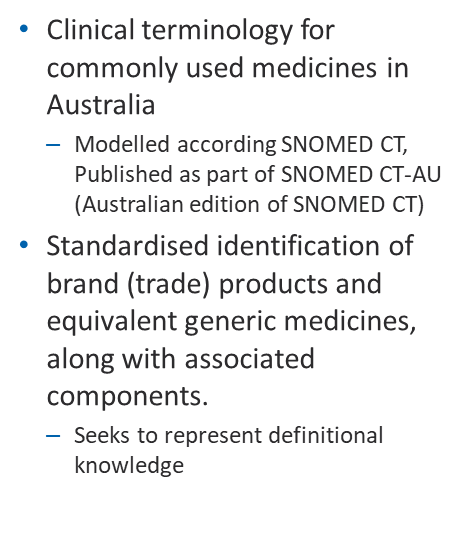 • Clinical terminology for
commonly used medicines in
Australia
– Modelled according SNOMED CT,
Published as part of SNOMED CT-AU
(Australian edition of SNOMED CT)
• Standardised identification of
brand (trade) products and
equivalent generic medicines,
along with associated
components.
– Seeks to represent definitional
knowledge